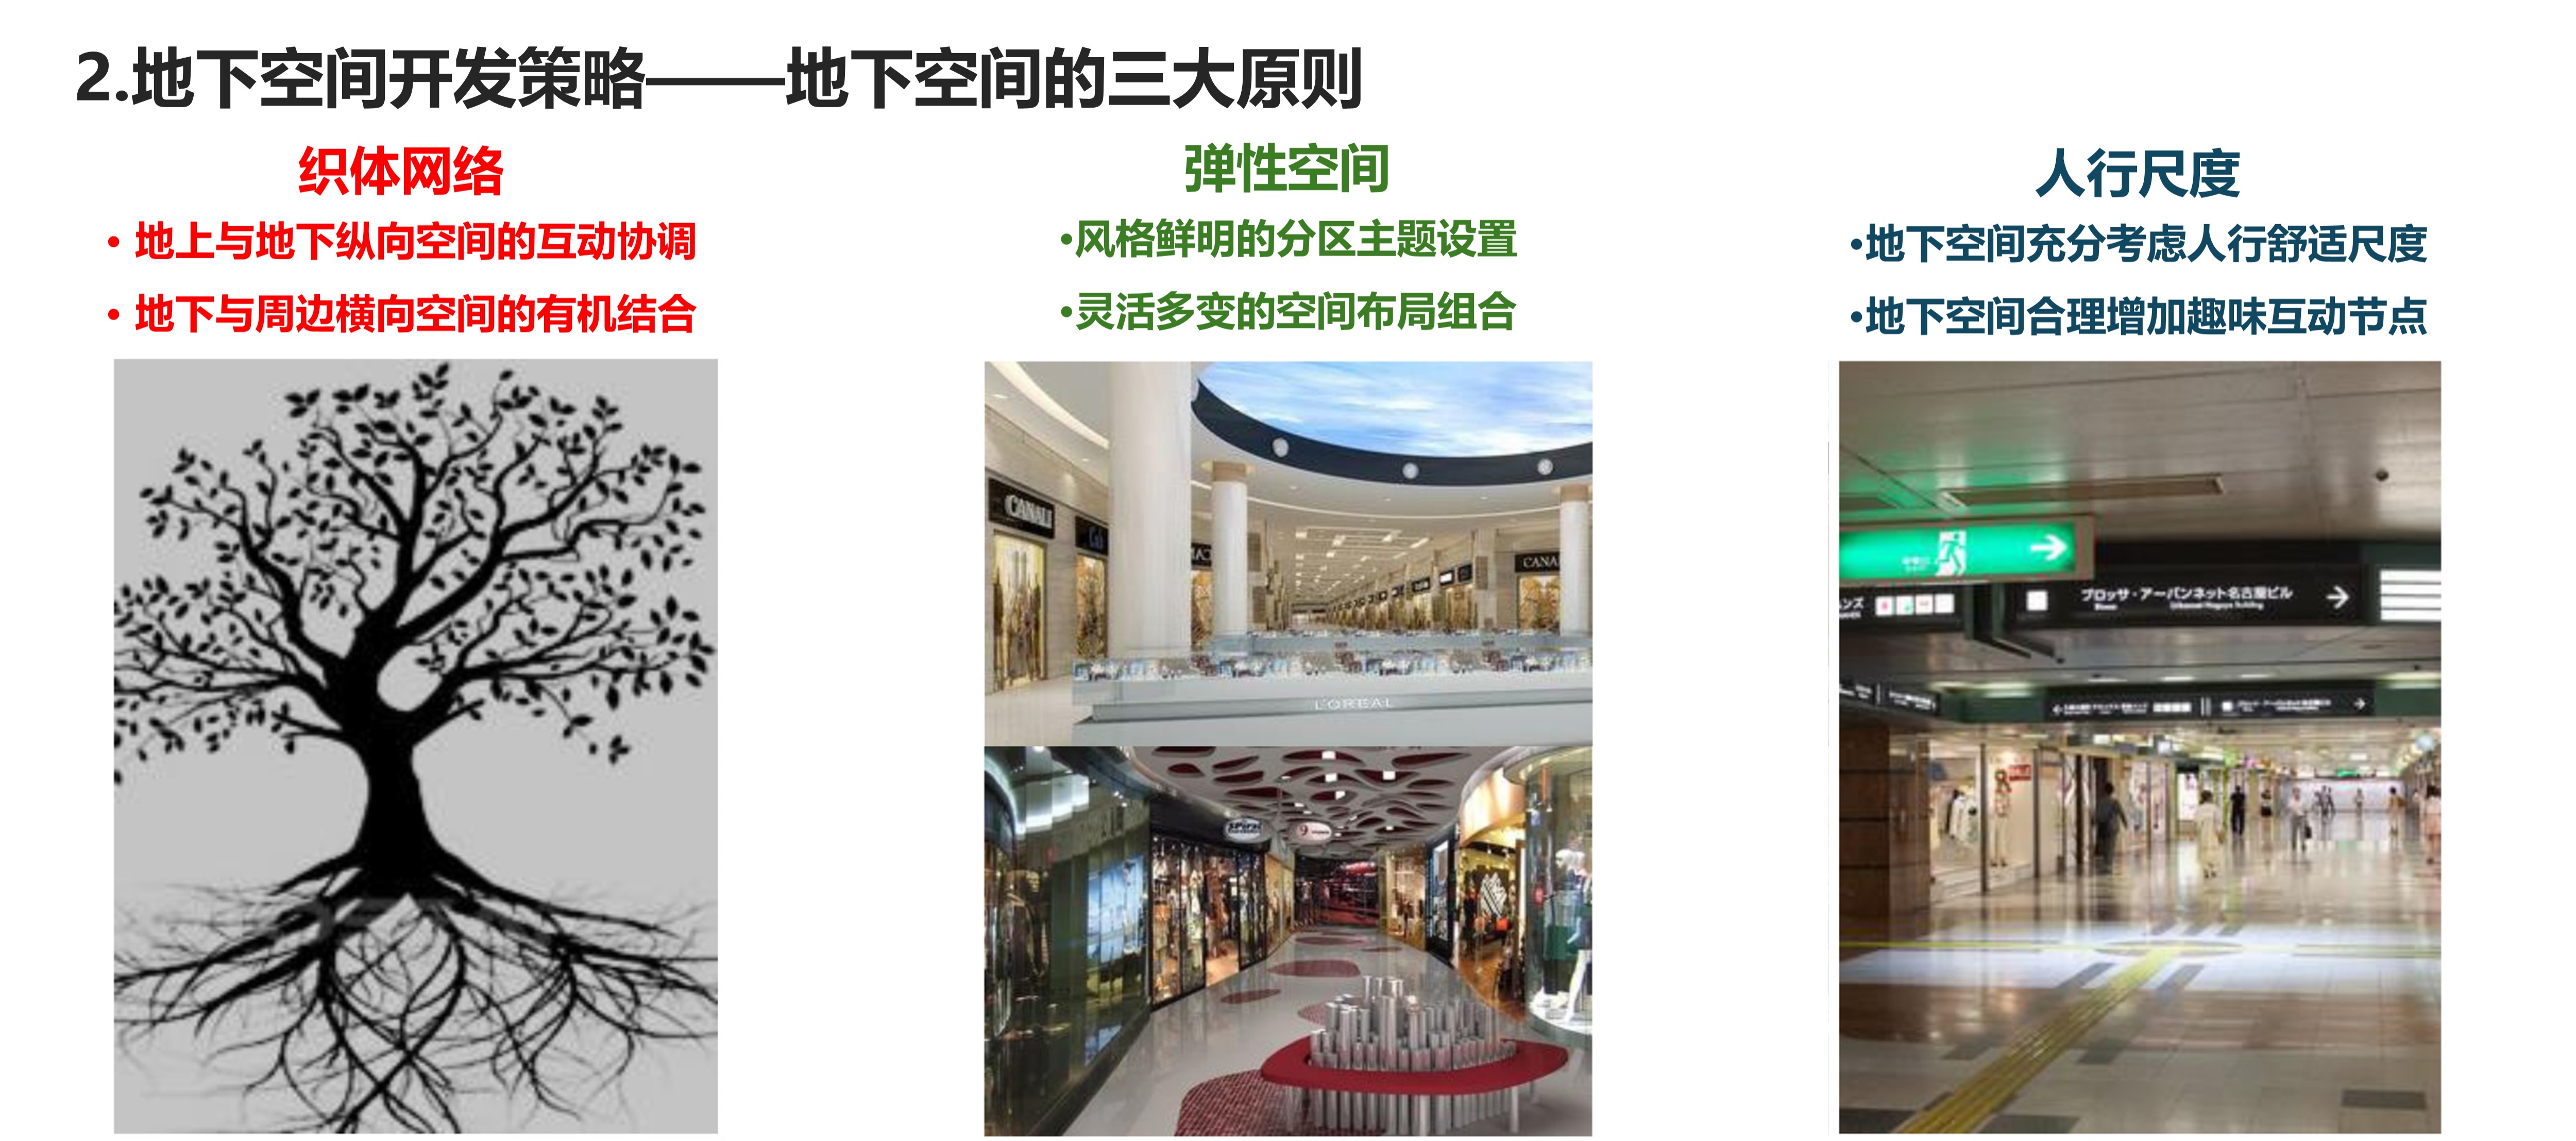 2.地下空间开发策略——地下空间的三大原则
织体网络
• 地上与地下纵向空间的互动协调
• 地下与周边横向空间的有机结合
弹性空间
•风格鲜明的分区主题设置
•灵活多变的空间布局组合
人行尺度
•地下空间充分考虑人行舒适尺度
•地下空间合理增加趣味互动节点
CANALI
CANA
L'OREAL
ブロッサ・アーバンネット名古屋ビル